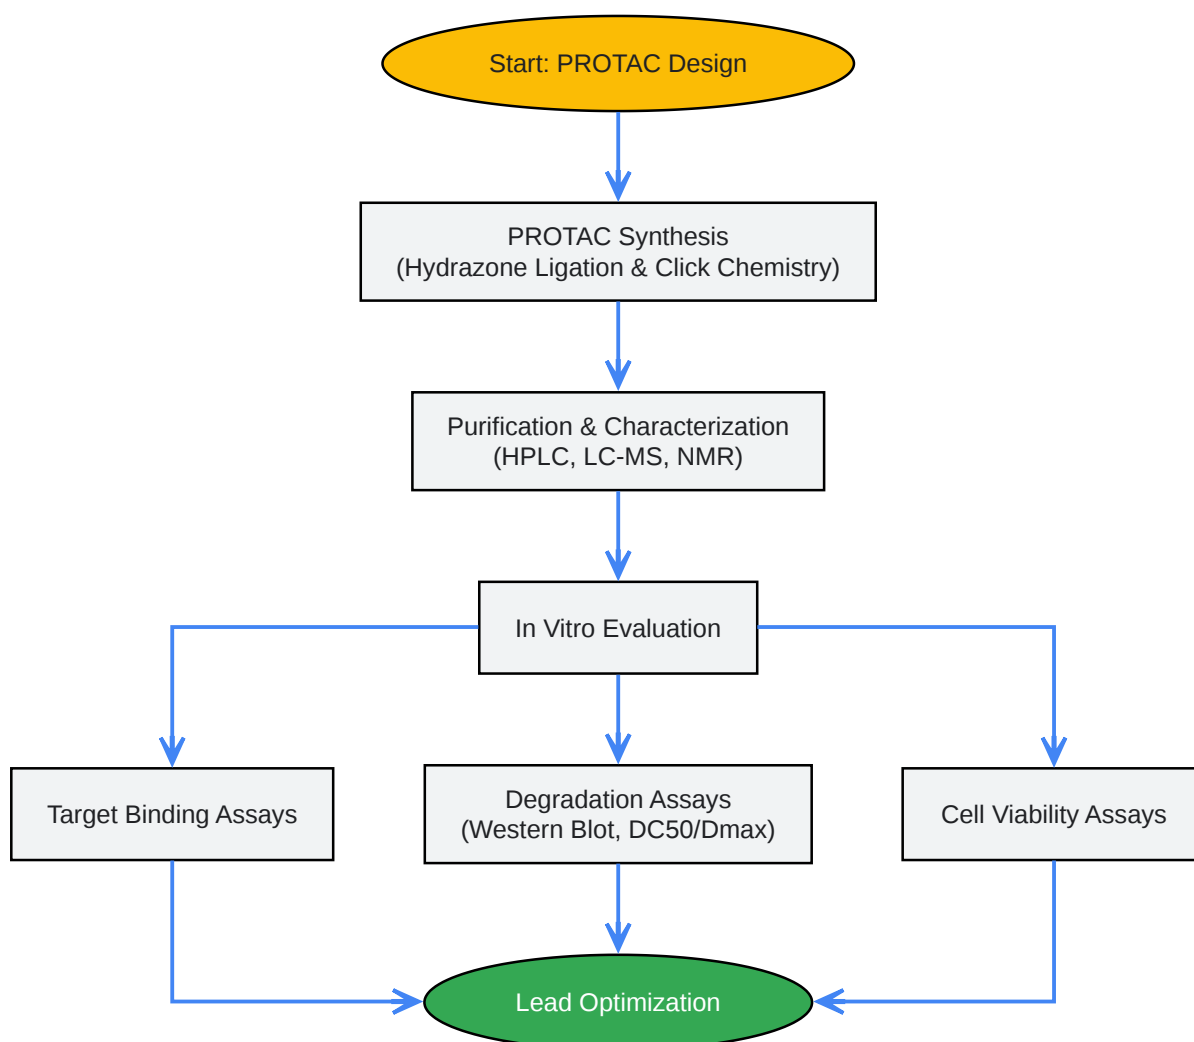 Start: PROTAC Design
PROTAC Synthesis
(Hydrazone Ligation & Click Chemistry)
Purification & Characterization
(HPLC, LC-MS, NMR)
In Vitro Evaluation
Target Binding Assays
Degradation Assays
(Western Blot, DC50/Dmax)
Cell Viability Assays
Lead Optimization